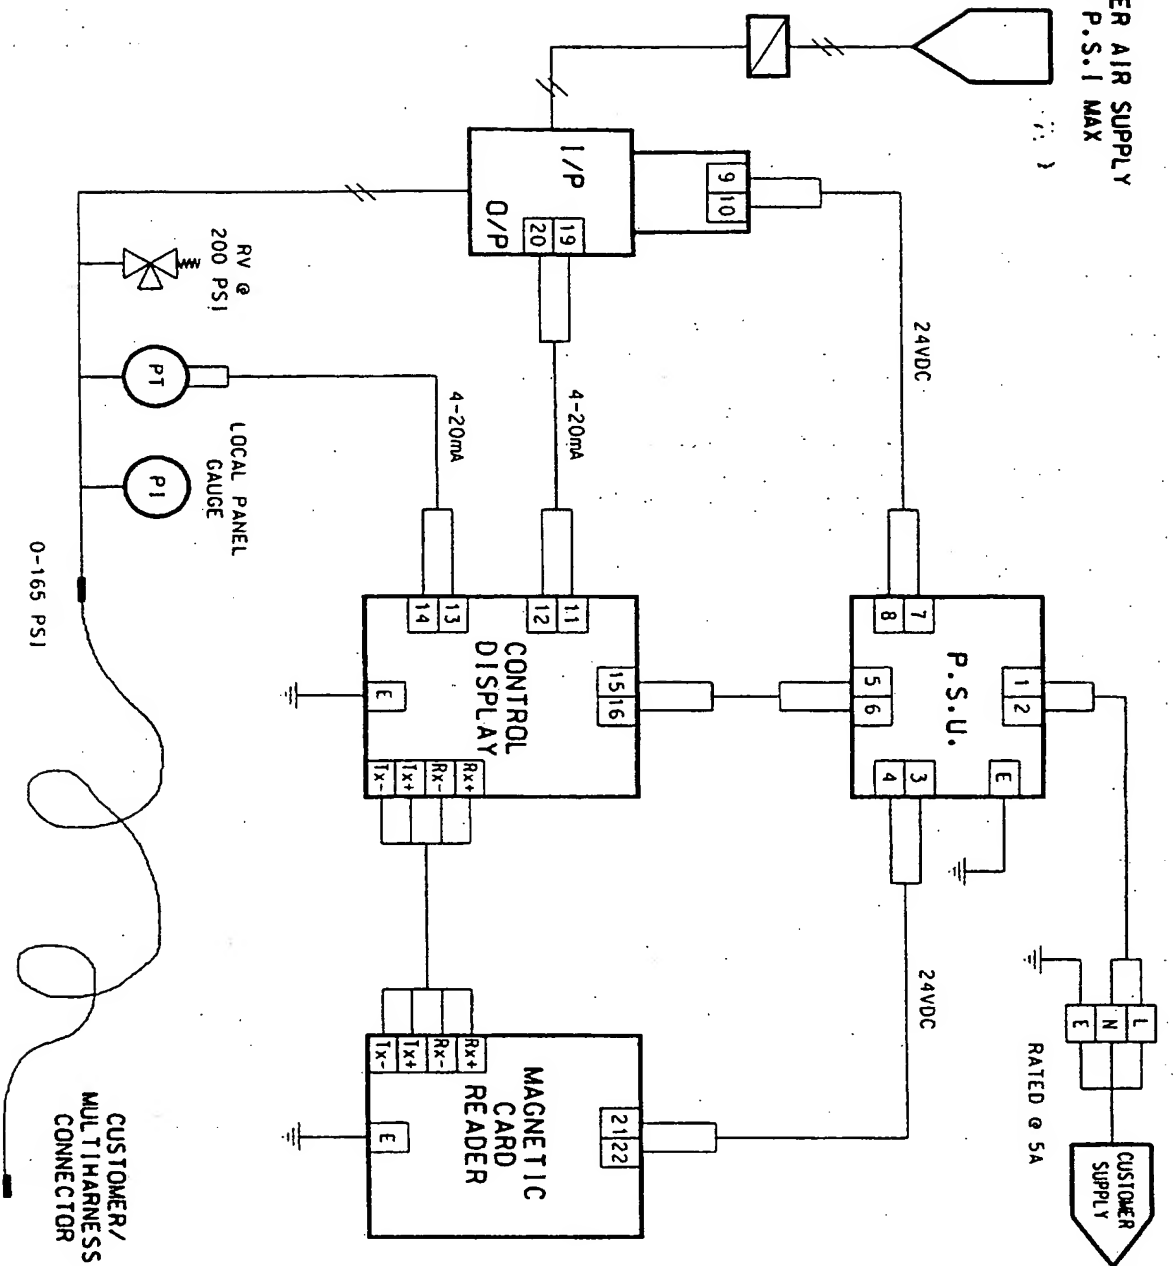 ER AIR SUPPLY
P.S.I MAX
I/P
O/P
9 10
19
20
24VDC
RV @
200 PSI
PT
PI
LOCAL PANEL
GAUGE
4-20mA
4-20mA
0-165 PSI
P.S.U.
1 2
3
4
5 6
7
8
E
CONTROL
DISPLAY
11
12
13
14
15 16
E
Rx+
Rx-
Tx+
Tx-
24VDC
MAGNETIC
CARD
READER
21 22
Rx+
Rx-
Tx+
Tx-
E
L
N
E
RATED @ 5A
CUSTOMER
SUPPLY
CUSTOMER/
MULTIHARNESS
CONNECTOR